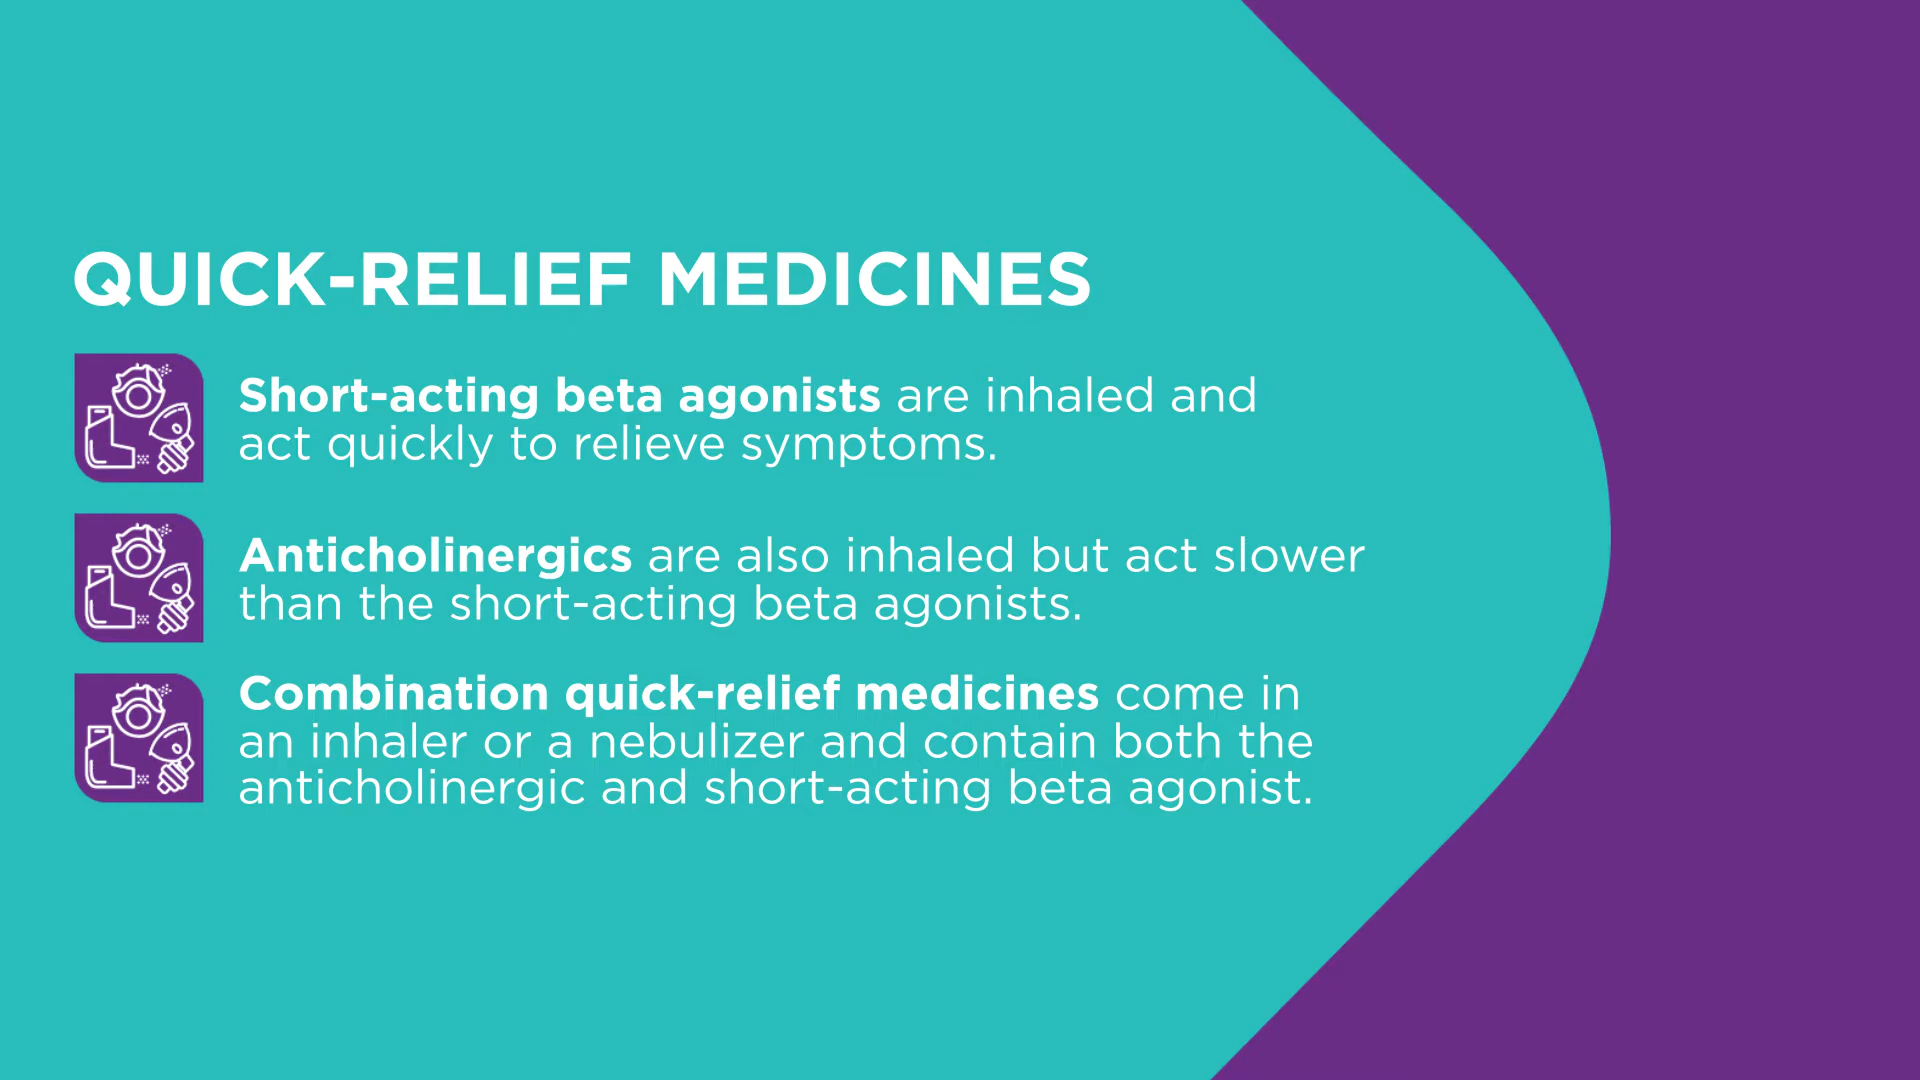 QUICK-RELIEF MEDICINES
Short-acting beta agonists are inhaled and
act quickly to relieve symptoms.
Anticholinergics are also inhaled but act slower
than the short-acting beta agonists.
Combination quick-relief medicines come in
an inhaler or a nebulizer and contain both the
anticholinergic and short-acting beta agonist.